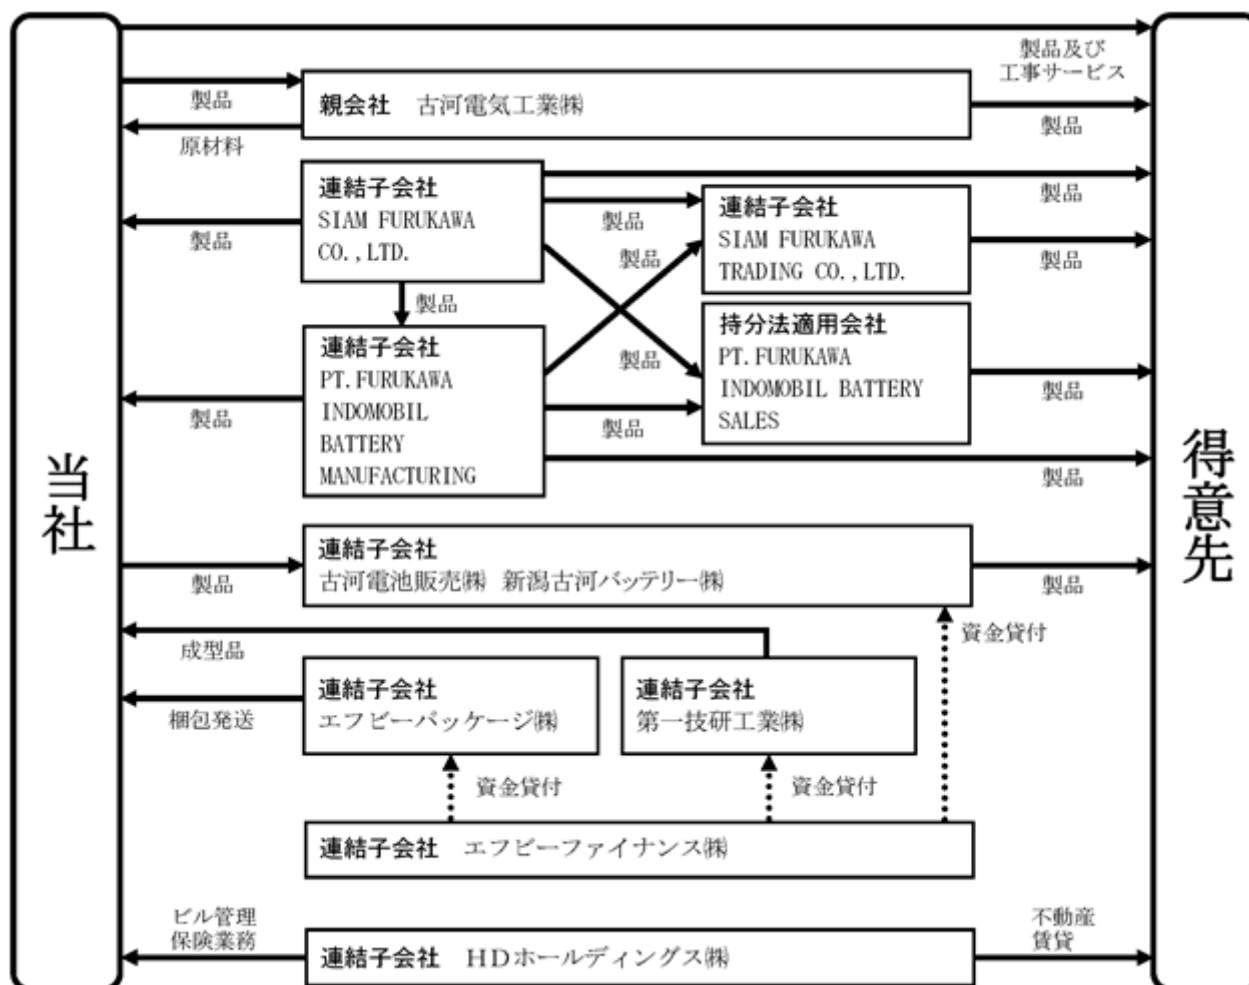 製品及び
工事サービス
製品
親会社 古河電気工業㈱
製品
原材料
連結子会社
SIAM FURUKAWA
CO.,LTD.
製品
製品
連結子会社
SIAM FURUKAWA
TRADING CO.,LTD.
製品
製品
製品
製品
製品
連結子会社
PT.FURUKAWA
INDOMOBIL
BATTERY
MANUFACTURING
製品
製品
持分法適用会社
PT.FURUKAWA
INDOMOBIL BATTERY
SALES
製品
製品
製品
当社
得意先
連結子会社
古河電池販売㈱ 新潟古河バッテリー㈱
製品
製品
資金貸付
成型品
連結子会社
エフビーパッケージ㈱
連結子会社
第一技研工業㈱
梱包発送
資金貸付
資金貸付
連結子会社 エフビーファイナンス㈱
ビル管理
保険業務
連結子会社 HDホールディングス㈱
不動産
賃貸